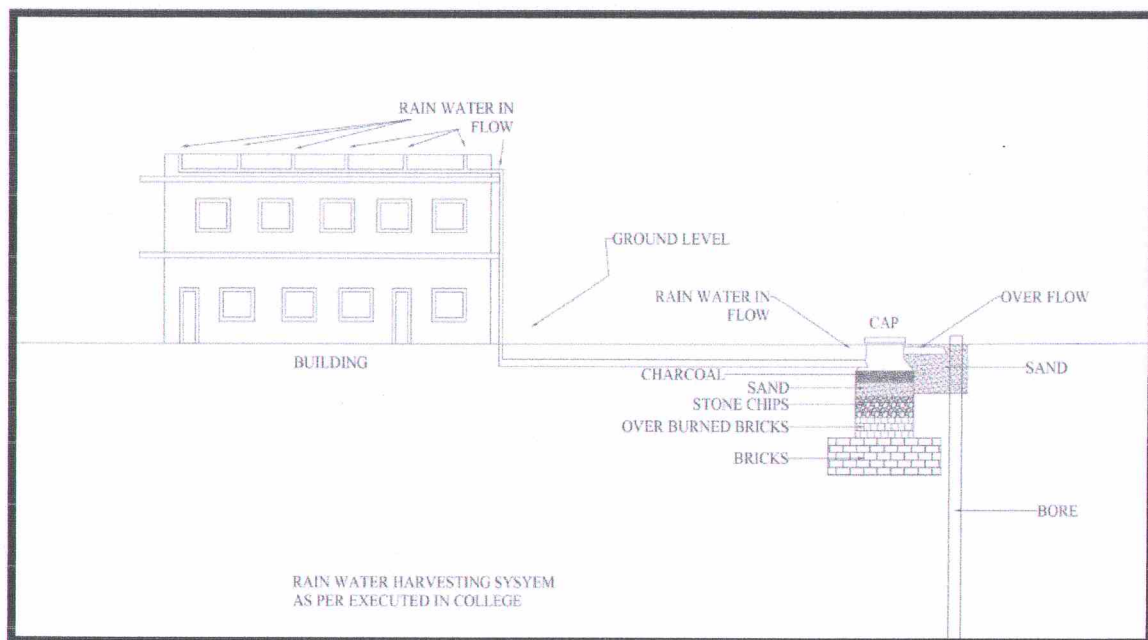 RAIN WATER IN
FLOW
GROUND LEVEL
RAIN WATER IN
FLOW
OVER FLOW
CAP
BUILDING
CHARCOAL
SAND
SAND
STONE CHIPS
OVER BURNED BRICKS
BRICKS
BORE
RAIN WATER HARVESTING SYSYEM
AS PER EXECUTED IN COLLEGE